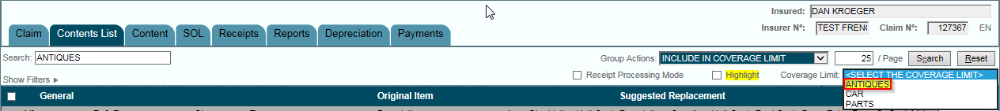 Insured: DAN KROEGER
Claim Contents List Content SOL Receipts Reports Depreciation Payments
Insurer Nº: TEST FRENC Claim Nº: 127367 EN
Search: ANTIQUES Group Actions: INCLUDE IN COVERAGE LIMIT 25 / Page Search Reset
Show Filters Receipt Processing Mode Highlight Coverage Limit: <SELECT THE COVERAGE LIMIT>
ANTIQUES
CAR
PARTS
General Original Item Suggested Replacement